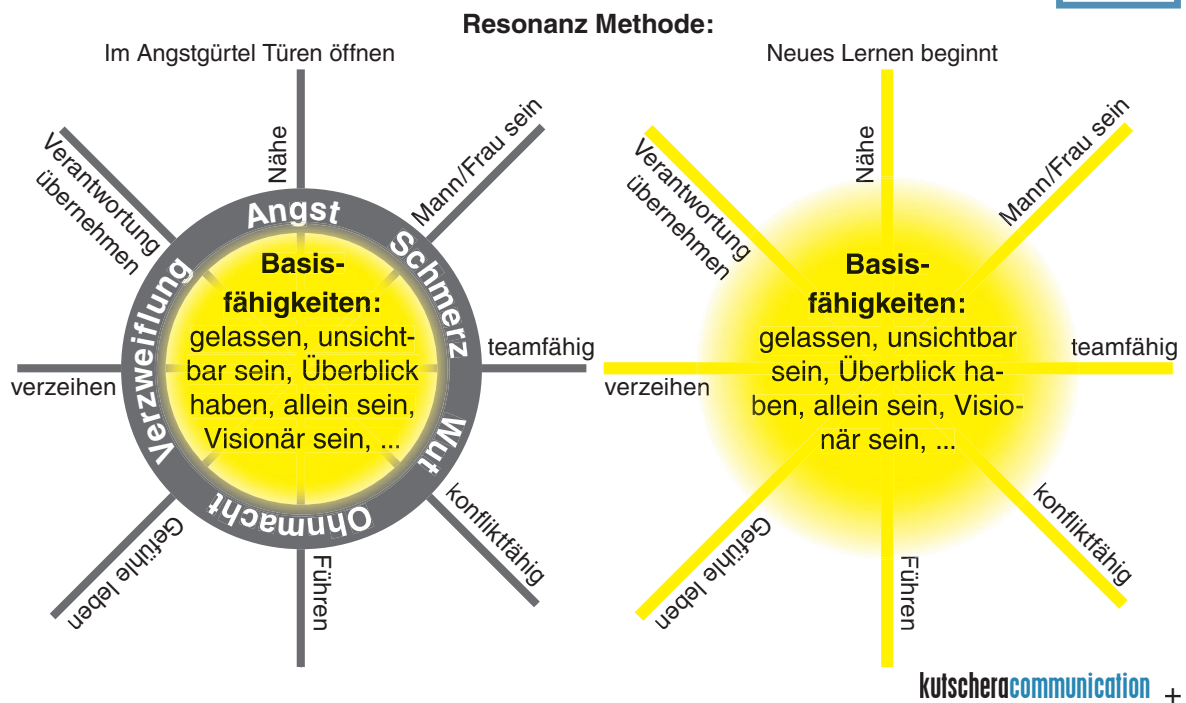 Resonanz Methode:
Im Angstgürtel Türen öffnen
Nähe
Mann/Frau sein
Verantwortung
übernehmen
Angst
Schmerz
Wut
Ohnmacht
Verzweiflung
Basis-
fähigkeiten:
gelassen, unsicht-
bar sein, Überblick
haben, allein sein,
Visionär sein, ...
teamfähig
verzeihen
konfliktfähig
Gefühle leben
Führen
Neues Lernen beginnt
Nähe
Mann/Frau sein
Verantwortung
übernehmen
Basis-
fähigkeiten:
gelassen, unsichtbar
sein, Überblick ha-
ben, allein sein, Visio-
när sein, ...
teamfähig
verzeihen
konfliktfähig
Gefühle leben
Führen
kutscheracommunication +